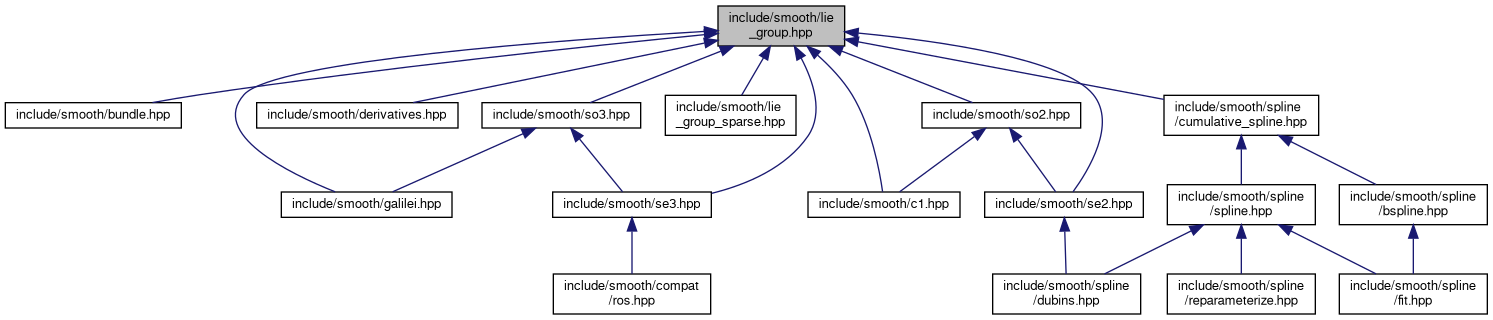 include/smooth/lie
_group.hpp
include/smooth/bundle.hpp
include/smooth/derivatives.hpp
include/smooth/so3.hpp
include/smooth/lie
_group_sparse.hpp
include/smooth/so2.hpp
include/smooth/spline
/cumulative_spline.hpp
include/smooth/galilei.hpp
include/smooth/se3.hpp
include/smooth/c1.hpp
include/smooth/se2.hpp
include/smooth/spline
/spline.hpp
include/smooth/spline
/bspline.hpp
include/smooth/compat
/ros.hpp
include/smooth/spline
/dubins.hpp
include/smooth/spline
/reparameterize.hpp
include/smooth/spline
/fit.hpp